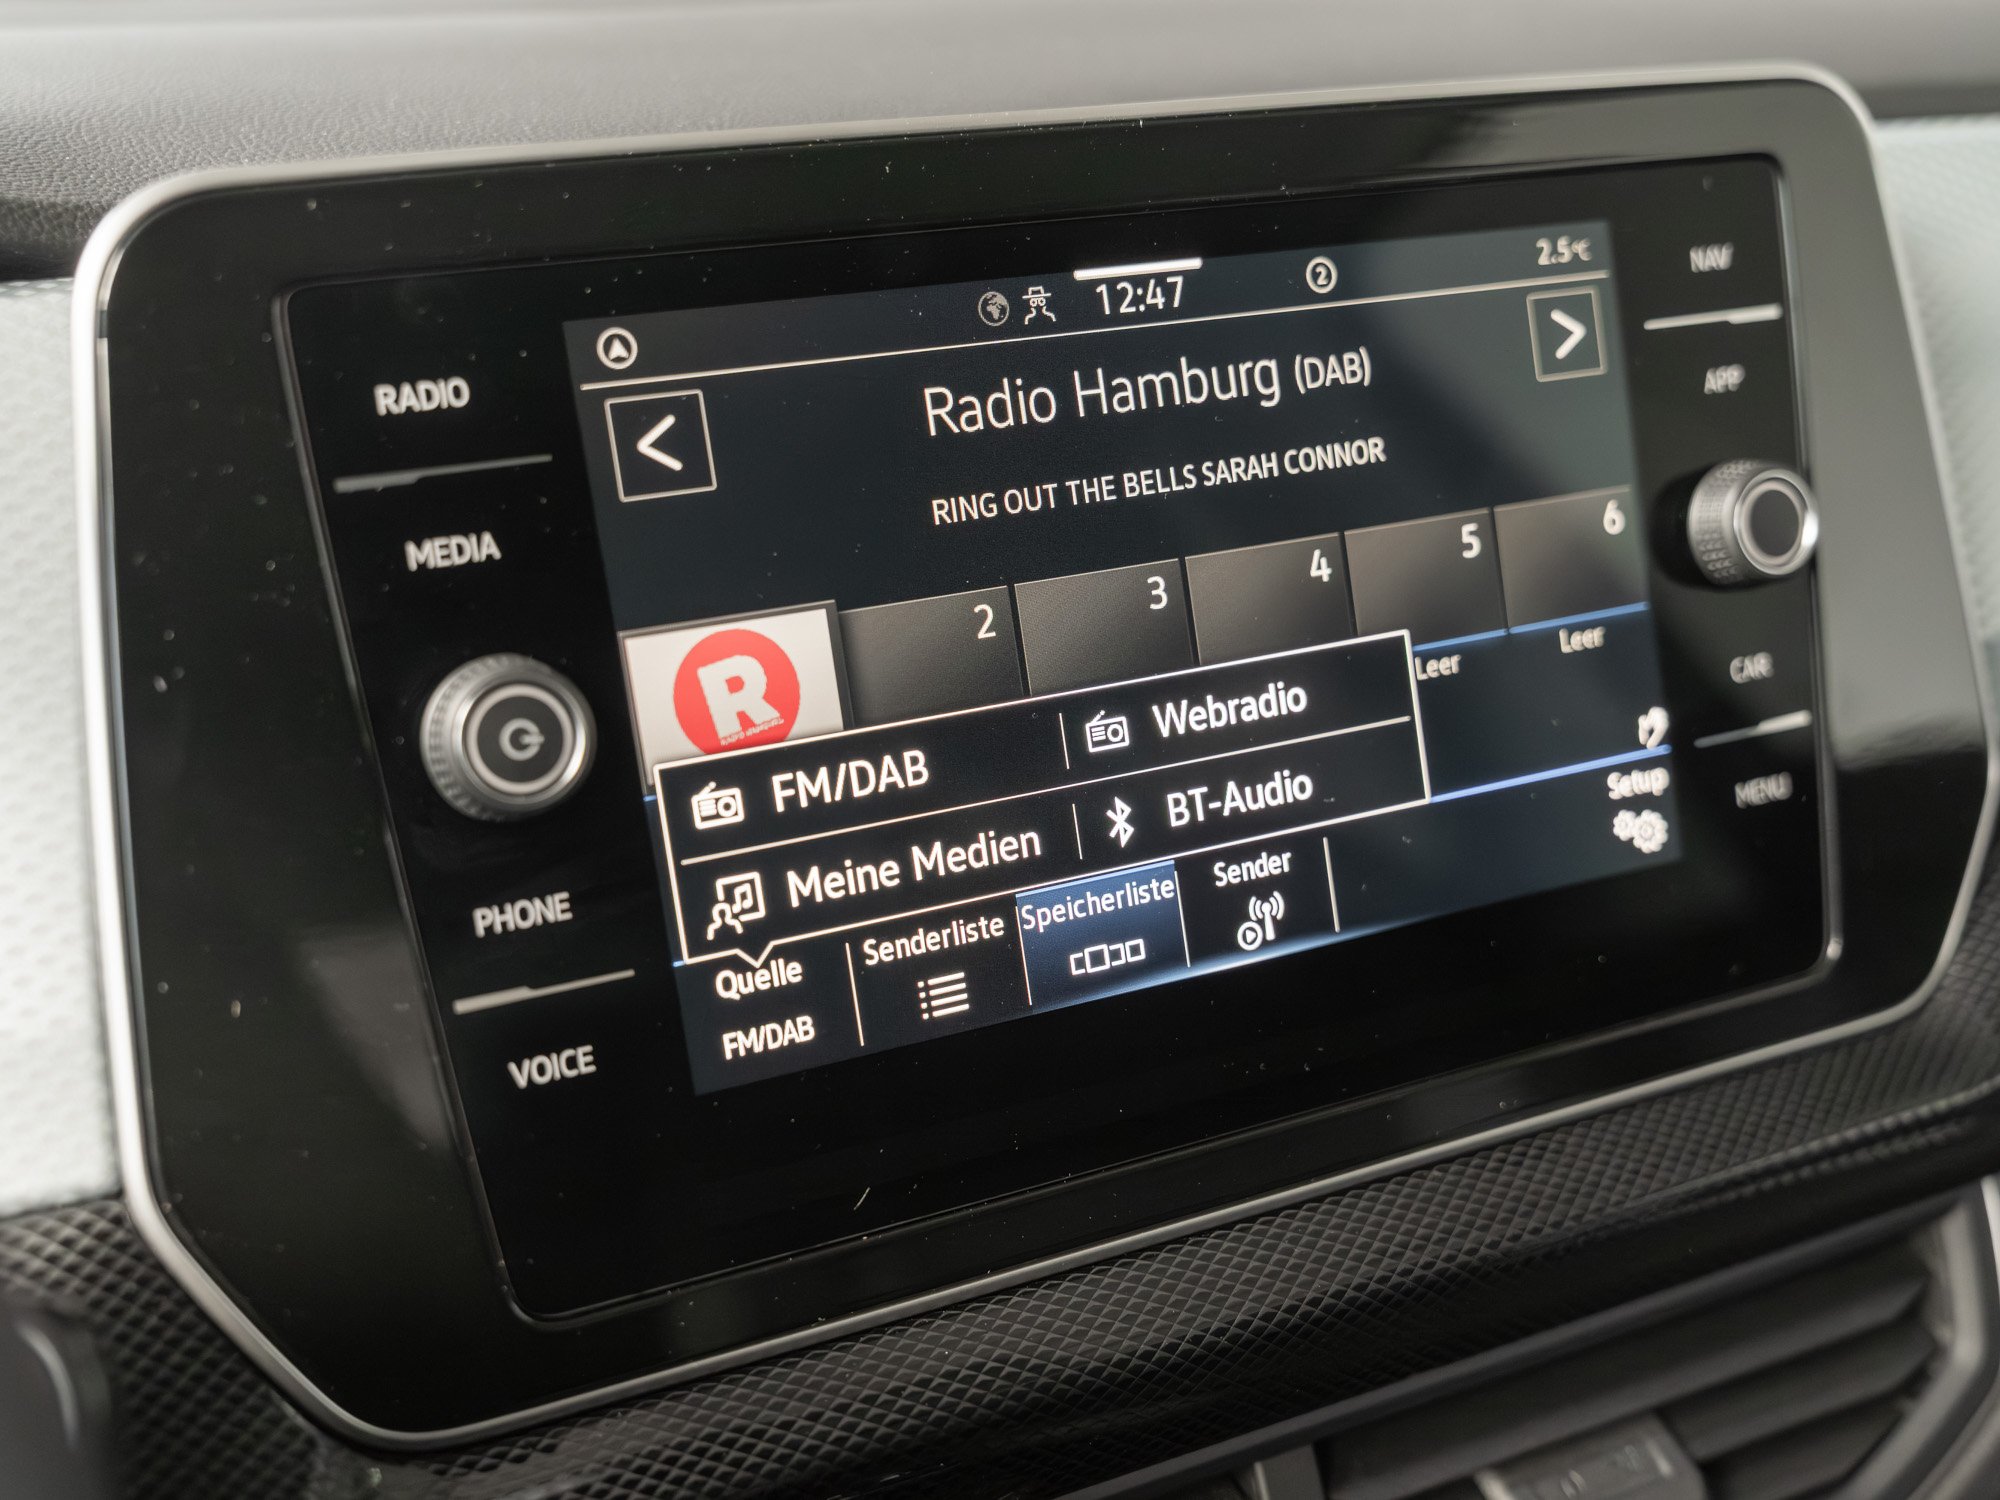 12:47
2
2.5°C
Radio Hamburg (DAB)
RING OUT THE BELLS SARAH CONNOR
RADIO
MEDIA
PHONE
VOICE
NAV
APP
CAR
MENU
R
2
3
4
5
6
Leer
Leer
FM/DAB
Webradio
Meine Medien
BT-Audio
Quelle
FM/DAB
Senderliste
Speicherliste
Sender
Setup